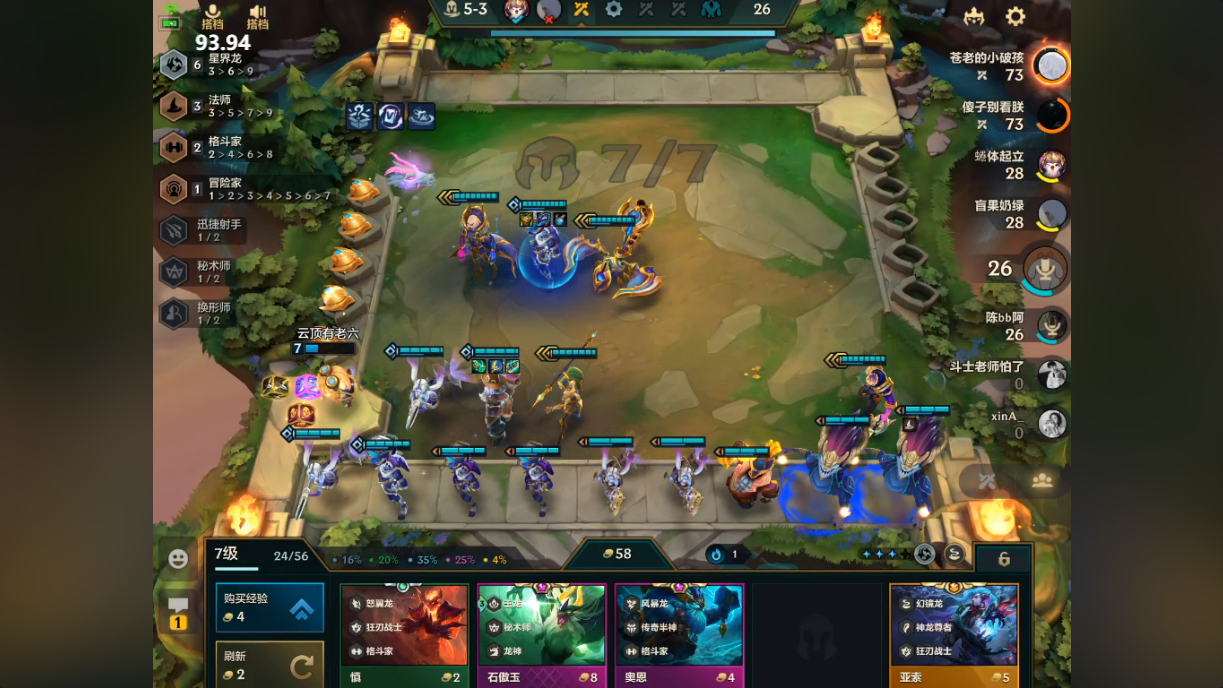 搭档
搭档
93.94
5-3
26
6
星界龙
3 > 6 > 9
3
法师
3 > 5 > 7 > 9
2
格斗家
2 > 4 > 6 > 8
1
冒险家
1 > 2 > 3 > 4 > 5 > 6 > 7
迅捷射手
1 / 2
秘术师
1 / 2
换形师
1 / 2
7/7
云顶有老六
7
苍老的小破孩
73
傻子别看朕
73
蜷体起立
28
盲果奶绿
28
26
陈bb阿
26
斗士老师怕了
0
xinA_
0
7级
24/56
16%
20%
35%
25%
4%
58
1
6
购买经验
4
刷新
2
1
怒翼龙
狂刃战士
格斗家
慎
2
3
玉龙
秘术师
龙神
石傲玉
8
风暴龙
传奇半神
格斗家
奥恩
4
幻镜龙
神龙尊者
狂刃战士
亚索
5